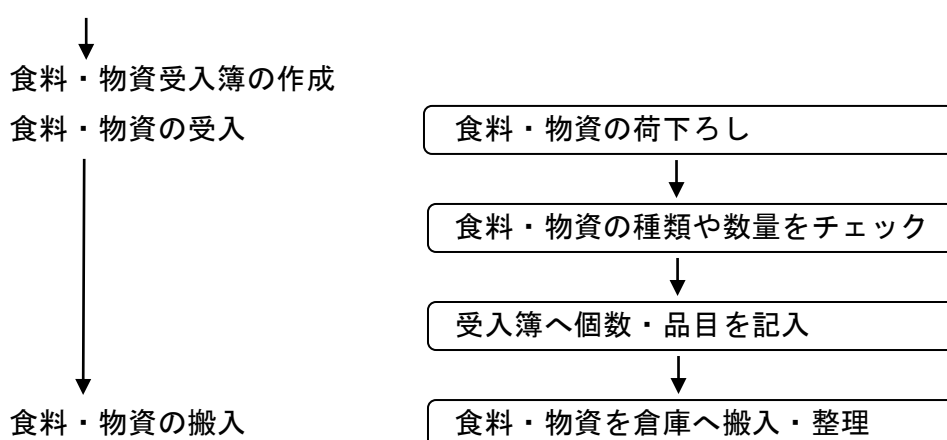 食料・物資受入簿の作成
食料・物資の受入
食料・物資の荷下ろし
食料・物資の種類や数量をチェック
受入簿へ個数・品目を記入
食料・物資の搬入
食料・物資を倉庫へ搬入・整理